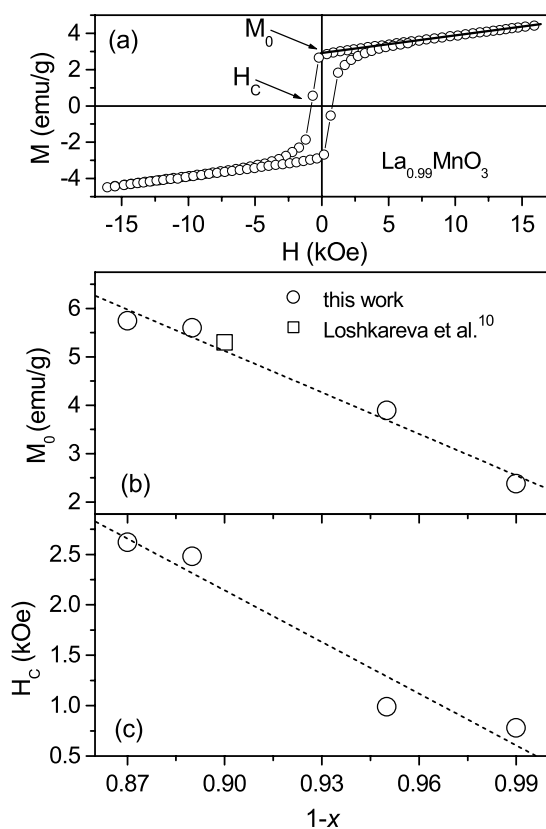 (a)
M0
HC
La0.99MnO3
M (emu/g)
4
2
0
-2
-4
-15 -10 -5 0 5 10 15
H (kOe)
this work
Loshkareva et al.10
(b)
M0 (emu/g)
6
5
4
3
2
(c)
HC (kOe)
2.5
2.0
1.5
1.0
0.5
0.87 0.90 0.93 0.96 0.99
1-x